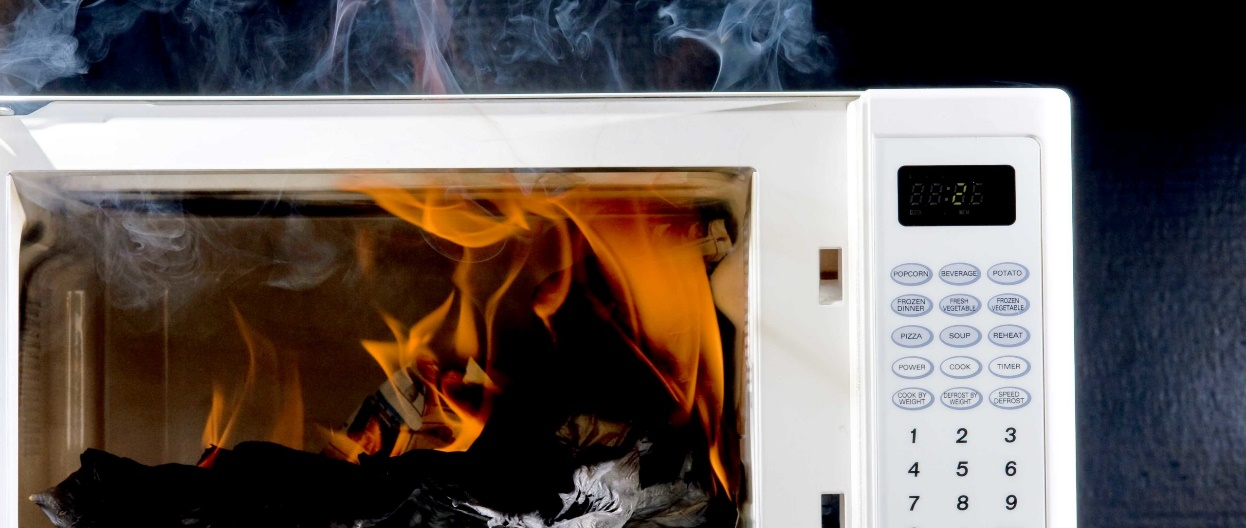 POPCORN BEVERAGE POTATO
FROZEN DINNER FRESH VEGETABLE FROZEN VEGETABLE
PIZZA SOUP REHEAT
POWER COOK TIMER
COOK BY WEIGHT DEFROST BY WEIGHT SPEED DEFROST
1 2 3
4 5 6
7 8 9